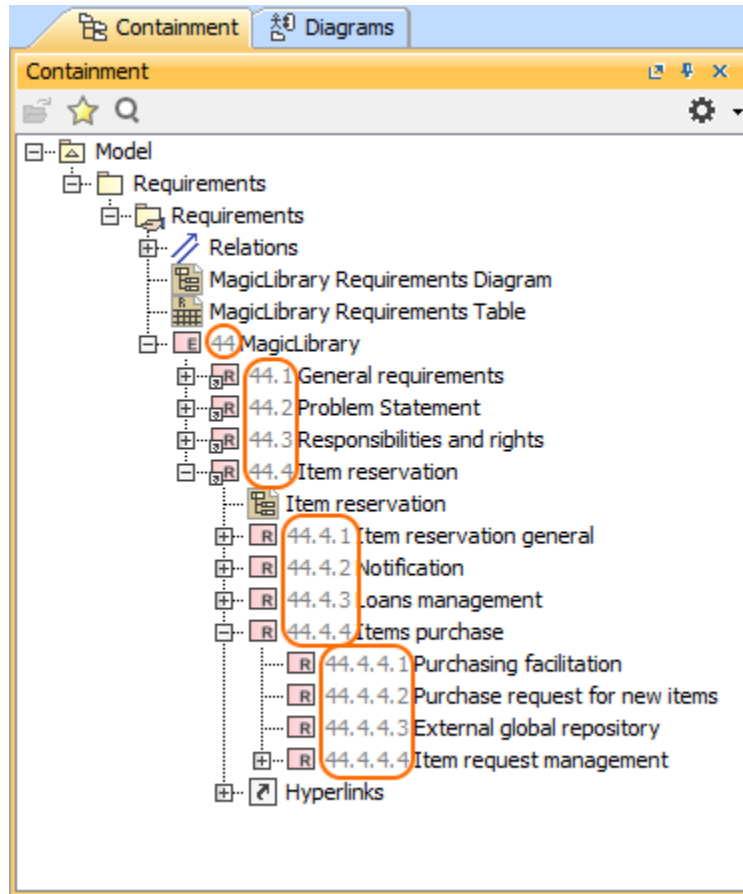 Containment Diagrams
Containment
Model
Requirements
Requirements
Relations
MagicLibrary Requirements Diagram
R MagicLibrary Requirements Table
E 44 MagicLibrary
R 44.1 General requirements
R 44.2 Problem Statement
R 44.3 Responsibilities and rights
R 44.4 Item reservation
Item reservation
R 44.4.1 Item reservation general
R 44.4.2 Notification
R 44.4.3 Loans management
R 44.4.4 Items purchase
R 44.4.4.1 Purchasing facilitation
R 44.4.4.2 Purchase request for new items
R 44.4.4.3 External global repository
R 44.4.4.4 Item request management
Hyperlinks